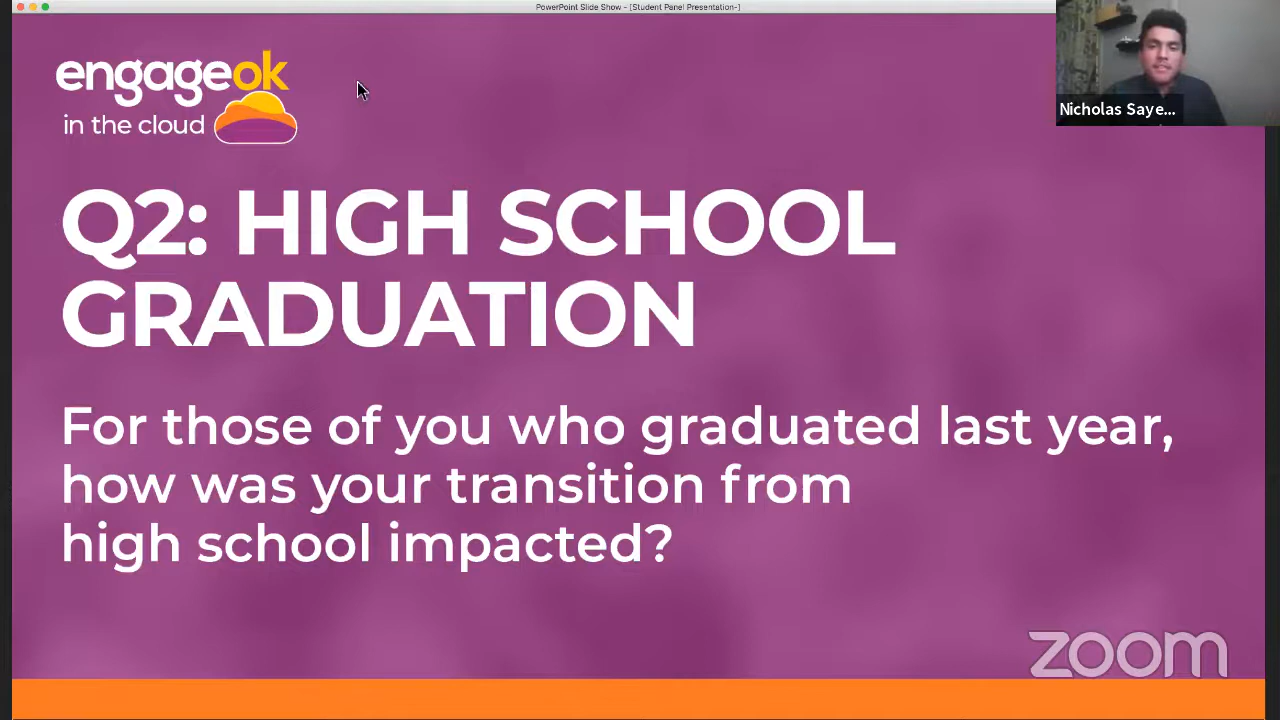 PowerPoint Slide Show - [Student Panel Presentation-]
engageok
in the cloud
Nicholas Saye...
Q2: HIGH SCHOOL
GRADUATION
For those of you who graduated last year,
how was your transition from
high school impacted?
zoom